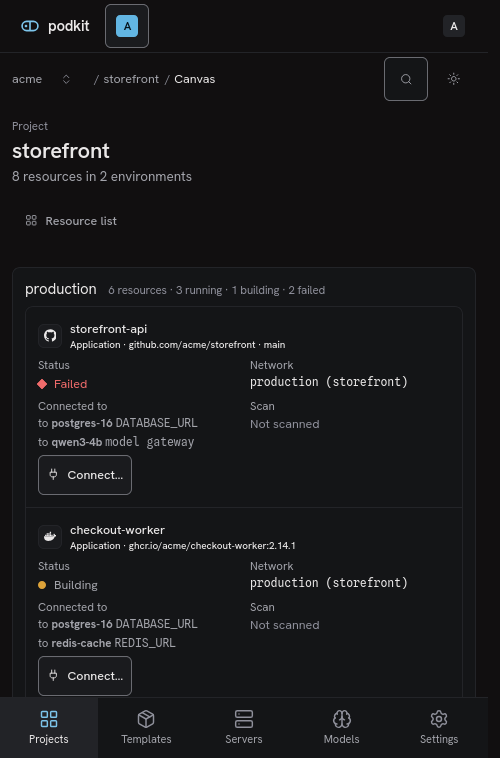 podkit A A
acme / storefront / Canvas
Project
storefront
8 resources in 2 environments
Resource list
production 6 resources · 3 running · 1 building · 2 failed
storefront-api
Application · github.com/acme/storefront · main
Status Network
Failed production (storefront)
Connected to Scan
to postgres-16 DATABASE_URL Not scanned
to qwen3-4b model gateway
Connect...
checkout-worker
Application · ghcr.io/acme/checkout-worker:2.14.1
Status Network
Building production (storefront)
Connected to Scan
to postgres-16 DATABASE_URL Not scanned
to redis-cache REDIS_URL
Connect...
Projects Templates Servers Models Settings